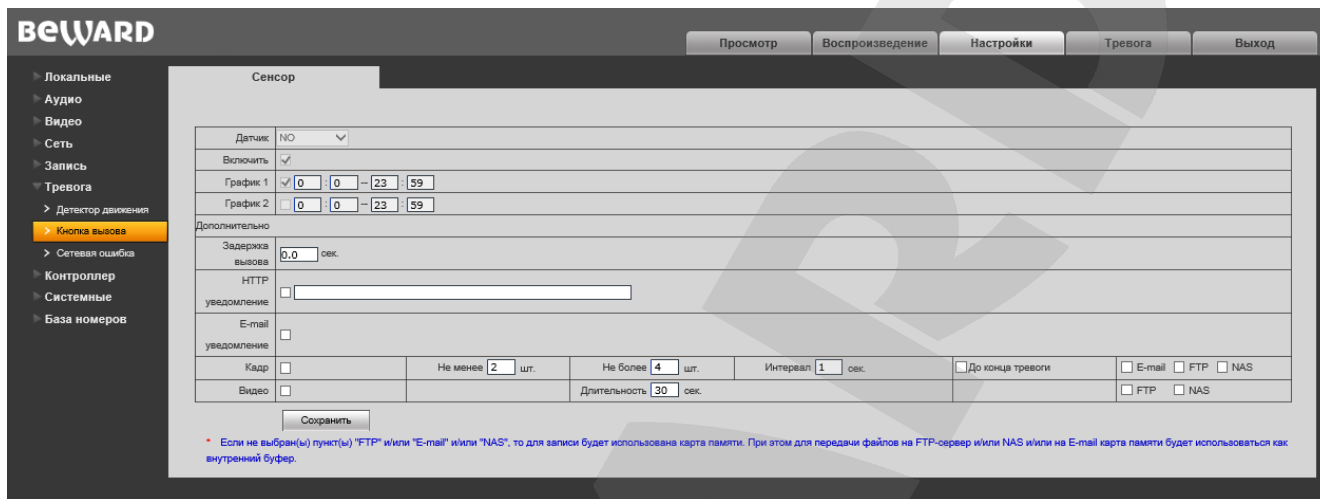 BEWARD
Просмотр Воспроизведение Настройки Тревога Выход
Локальные
Аудио
Видео
Сеть
Запись
Тревога
Детектор движения
Кнопка вызова
Сетевая ошибка
Контроллер
Системные
База номеров
Сенсор
Датчик NO
Включить
График 1 0 : 0 – 23 : 59
График 2 0 : 0 – 23 : 59
Дополнительно
Задержка вызова 0.0 сек.
HTTP уведомление
E-mail уведомление
Кадр Не менее 2 шт. Не более 4 шт. Интервал 1 сек. До конца тревоги E-mail FTP NAS
Видео Длительность 30 сек. FTP NAS
Сохранить
* Если не выбран(ы) пункт(ы) "FTP" и/или "E-mail" и/или "NAS", то для записи будет использована карта памяти. При этом для передачи файлов на FTP-сервер и/или NAS и/или на E-mail карта памяти будет использоваться как
внутренний буфер.